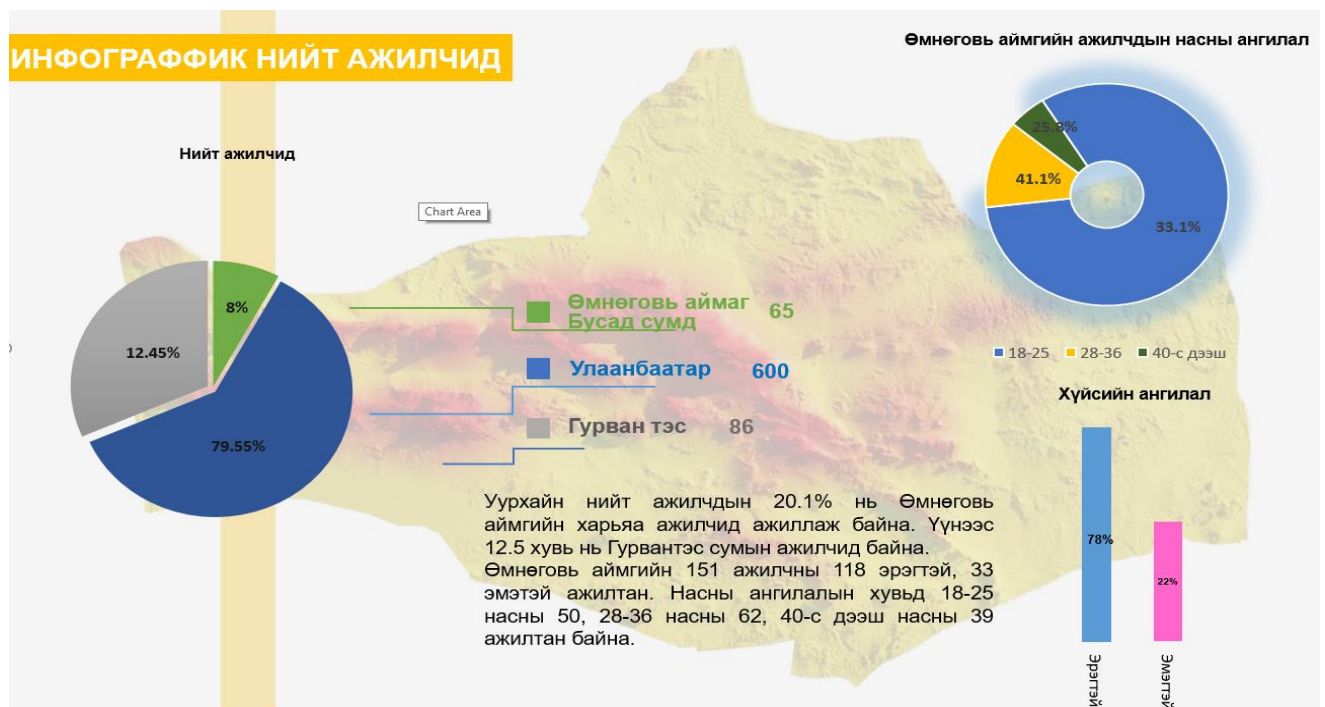 ИНФОГРАФФИК НИЙТ АЖИЛЧИД
Өмнөговь аймгийн ажилчдын насны ангилал
Нийт ажилчид
Chart Area
25.8%
41.1%
33.1%
8%
12.45%
79.55%
Өмнөговь аймаг
Бусад сумд
65
Улаанбаатар 600
Гурван тэс 86
18-25 28-36 40-с дээш
Хүйсийн ангилал
78%
22%
Эрэгтэй
Эмэгтэй
Уурхайн нийт ажилчдын 20.1% нь Өмнөговь
аймгийн харьяа ажилчид ажиллаж байна. Үүнээс
12.5 хувь нь Гурвантэс сумын ажилчид байна.
Өмнөговь аймгийн 151 ажилчны 118 эрэгтэй, 33
эмэтэй ажилтан. Насны ангилалын хувьд 18-25
насны 50, 28-36 насны 62, 40-с дээш насны 39
ажилтан байна.